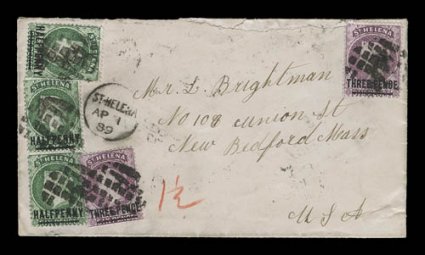 ST. HELENA
HALFPENNY
ST. HELENA
HALFPENNY
ST. HELENA
HALFPENNY
ST. HELENA
THREE PENCE
ST. HELENA
THREE PENCE
ST. HELENA
AP 1
89
Mr. L. Brightman
No 108 cunion St
New Bedford Mass
U.S.A
1½